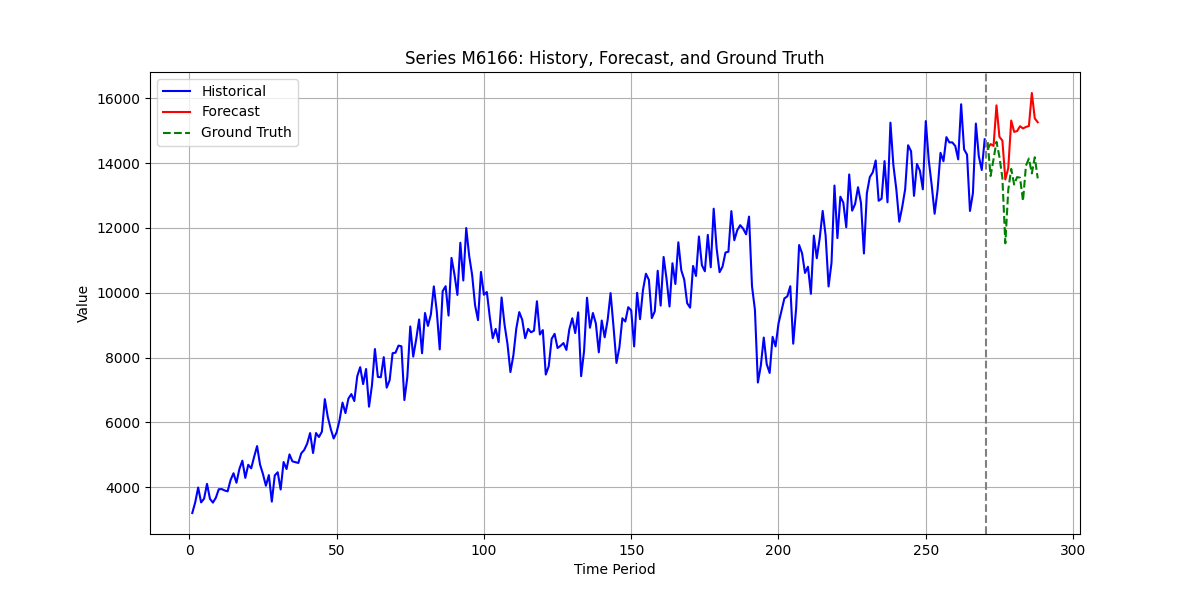 Series M6166: History, Forecast, and Ground Truth
Historical
Forecast
Ground Truth
16000
14000
12000
10000
8000
6000
4000
Value
0 50 100 150 200 250 300
Time Period